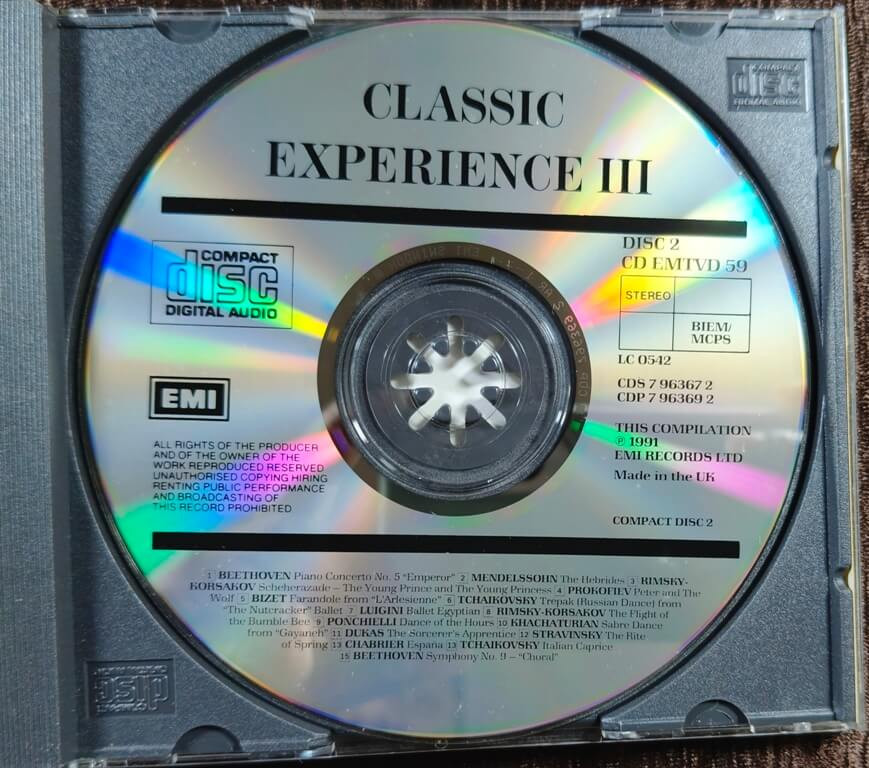 CLASSIC
EXPERIENCE III
COMPACT
disc
DIGITAL AUDIO
DISC 2
CD EMTVD 59
COMPACT
disc
DIGITAL AUDIO
STEREO
BIEM/
MCPS
LC 0542
CDS 7 96367 2
CDP 7 96369 2
EMI
THIS COMPILATION
℗ 1991
EMI RECORDS LTD
Made in the UK
ALL RIGHTS OF THE PRODUCER
AND OF THE OWNER OF THE
WORK REPRODUCED RESERVED
UNAUTHORISED COPYING HIRING
RENTING PUBLIC PERFORMANCE
AND BROADCASTING OF
THIS RECORD PROHIBITED
COMPACT DISC 2
1 BEETHOVEN Piano Concerto No. 5 "Emperor" 2 MENDELSSOHN The Hebrides 3 RIMSKY-
KORSAKOV Scheherazade – The Young Prince and The Young Princess 4 PROKOFIEV Peter and The
Wolf 5 BIZET Farandole from "L'Arlesienne" 6 TCHAIKOVSKY Trepak (Russian Dance) from
"The Nutcracker" Ballet 7 LUIGINI Ballet Egyptian 8 RIMSKY-KORSAKOV The Flight of
the Bumble Bee 9 PONCHIELLI Dance of the Hours 10 KHACHATURIAN Sabre Dance
from "Gayaneh" 11 DUKAS The Sorcerer's Apprentice 12 STRAVINSKY The Rite
of Spring 13 CHABRIER España 13 TCHAIKOVSKY Italian Caprice
15 BEETHOVEN Symphony No. 9 – "Choral"
disc